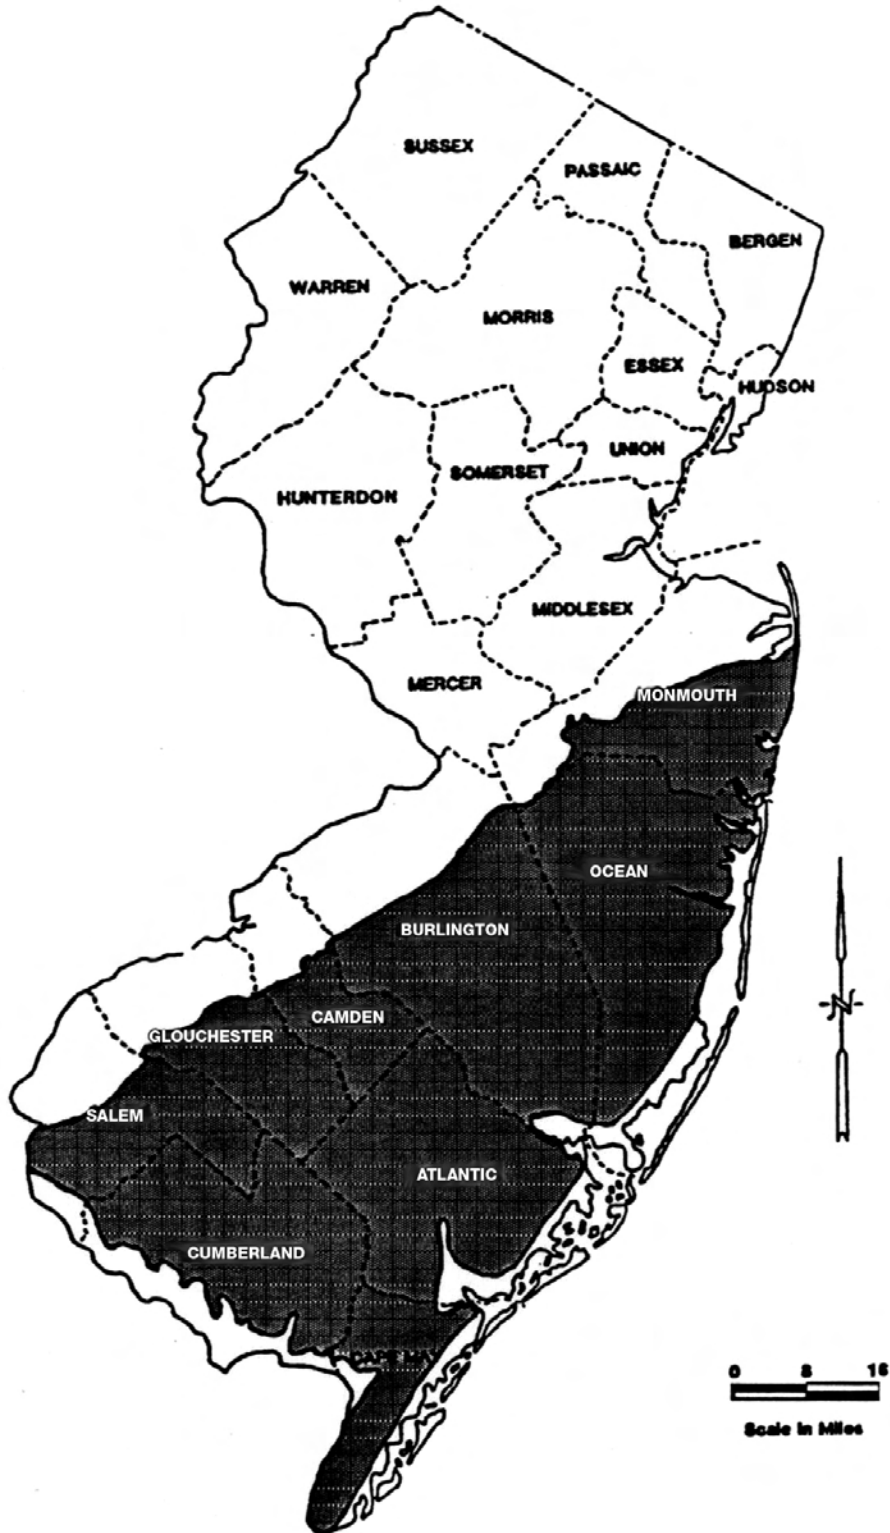 SUSSEX
PASSAIC
BERGEN
WARREN
MORRIS
ESSEX
HUDSON
UNION
SOMERSET
HUNTERDON
MIDDLESEX
MERCER
MONMOUTH
OCEAN
BURLINGTON
CAMDEN
GLOUCHESTER
SALEM
ATLANTIC
CUMBERLAND
CAPE MA
N
0 8 16
Scale in Miles